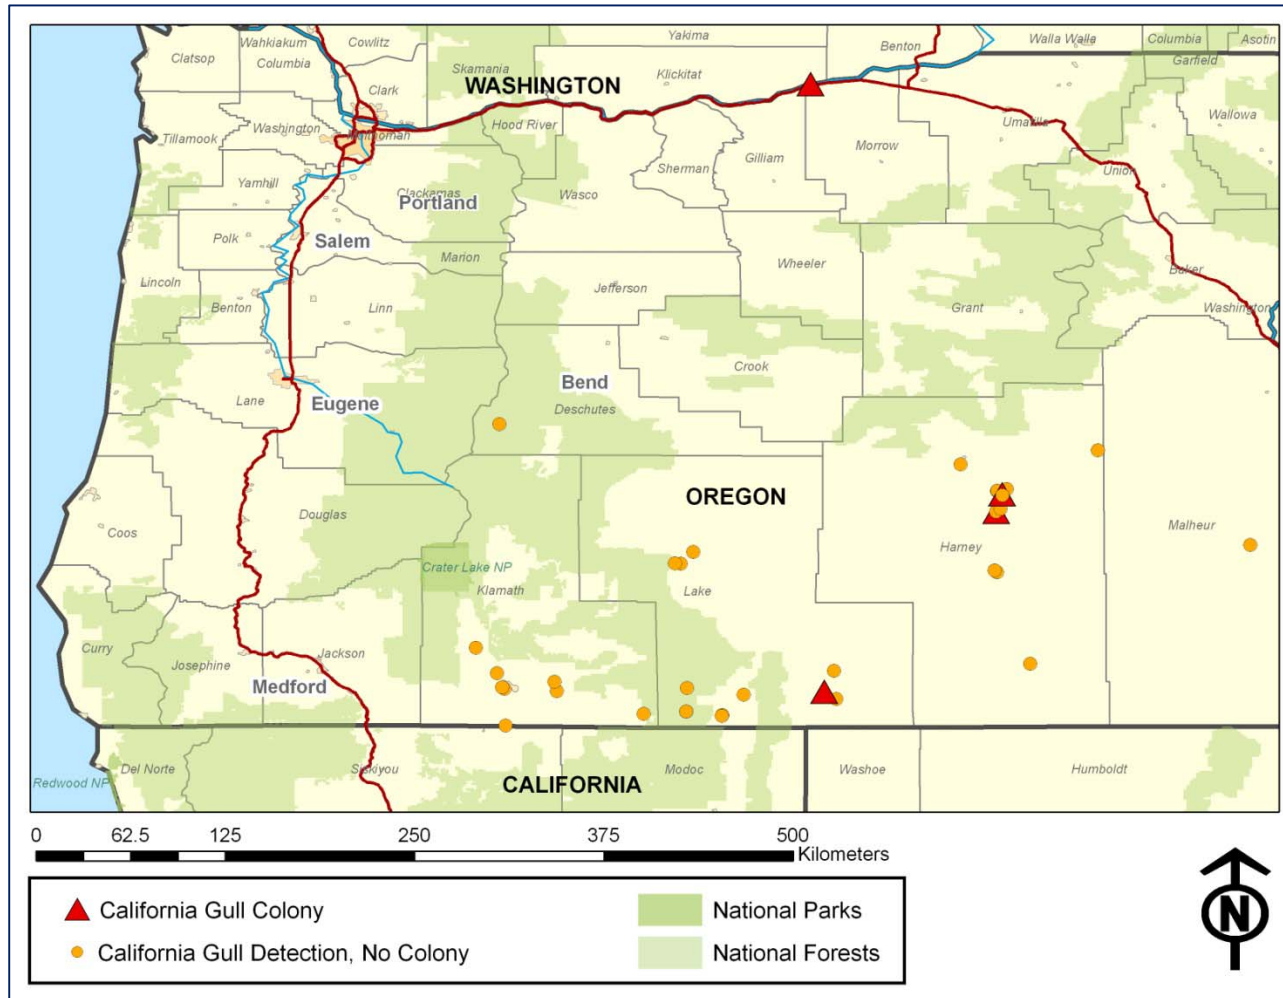 Clatsop
Wahkiakum
Cowlitz
Columbia
Clark
Skamania
Yakima
Klickitat
WASHINGTON
Benton
Walla Walla
Columbia
Garfield
Asotin
Tillamook
Washington
Multnomah
Hood River
Yamhill
Clackamas
Portland
Wasco
Sherman
Gilliam
Morrow
Umatilla
Union
Wallowa
Polk
Salem
Marion
Lincoln
Benton
Linn
Jefferson
Wheeler
Grant
Baker
Washington
Crook
Bend
Deschutes
Lane
Eugene
OREGON
Douglas
Coos
Crater Lake NP
Klamath
Lake
Harney
Malheur
Curry
Josephine
Jackson
Medford
Redwood NP
Del Norte
Siskiyou
CALIFORNIA
Modoc
Washoe
Humboldt
0 62.5 125 250 375 500
Kilometers
California Gull Colony
California Gull Detection, No Colony
National Parks
National Forests
N